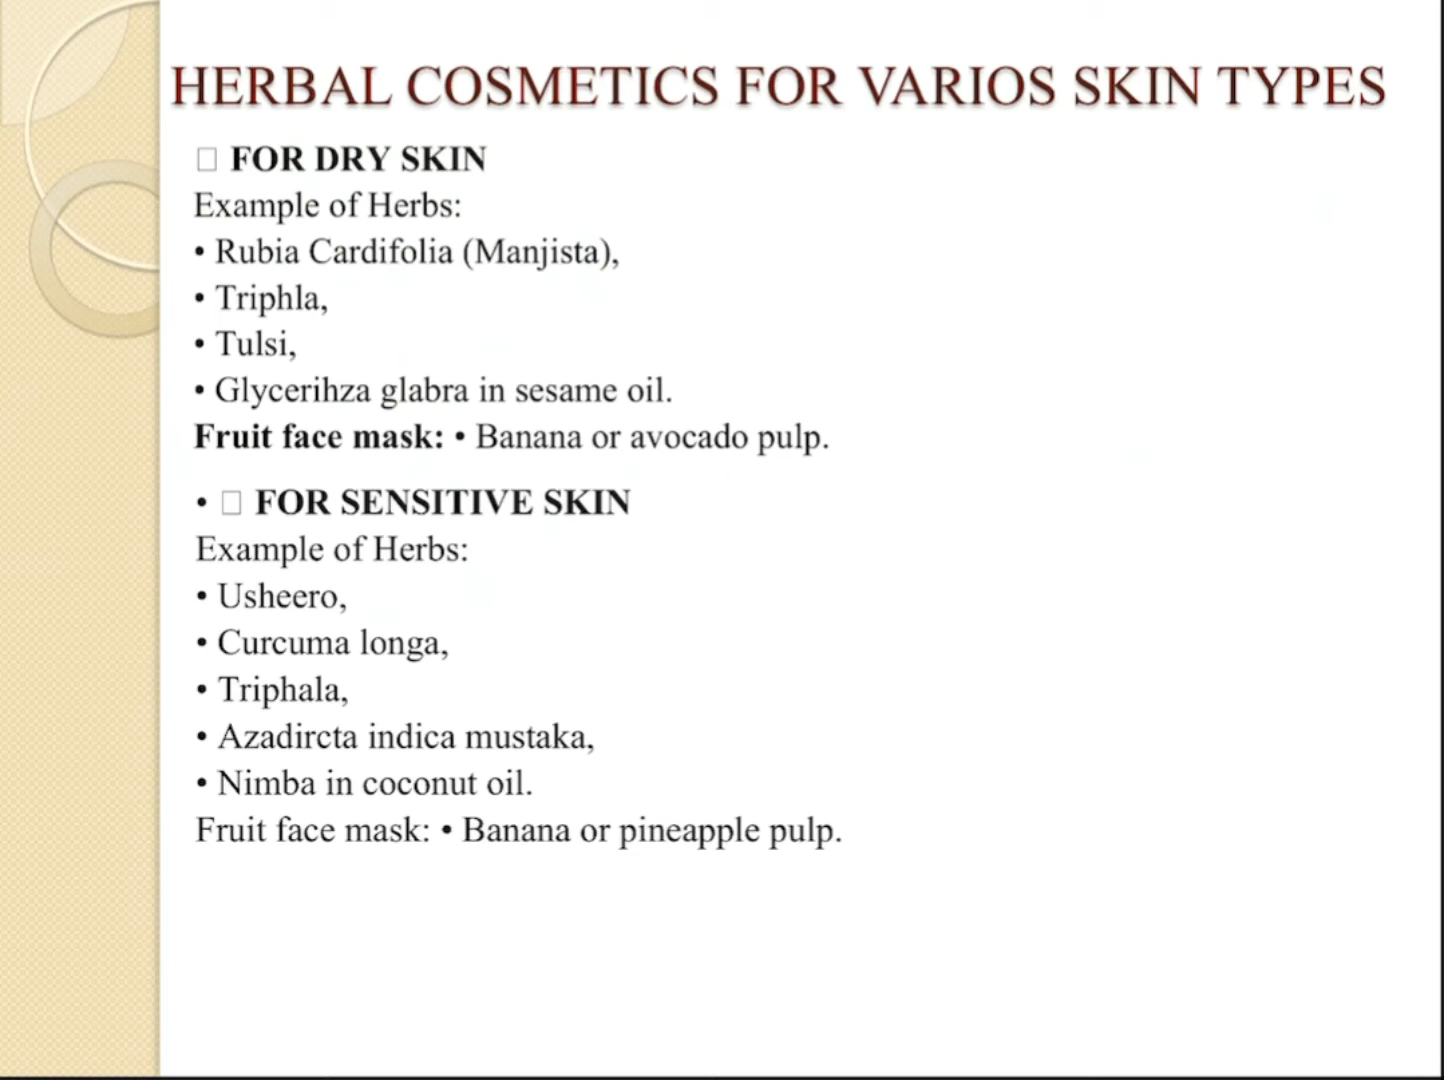 HERBAL COSMETICS FOR VARIOS SKIN TYPES
□ FOR DRY SKIN
Example of Herbs:
• Rubia Cardifolia (Manjista),
• Triphla,
• Tulsi,
• Glycerihza glabra in sesame oil.
Fruit face mask: • Banana or avocado pulp.
• □ FOR SENSITIVE SKIN
Example of Herbs:
• Usheero,
• Curcuma longa,
• Triphala,
• Azadircta indica mustaka,
• Nimba in coconut oil.
Fruit face mask: • Banana or pineapple pulp.